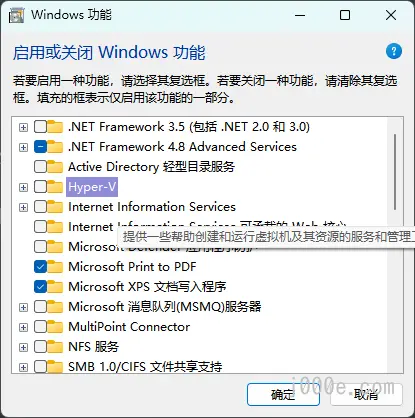 Windows 功能
启用或关闭 Windows 功能
若要启用一种功能，请选择其复选框。若要关闭一种功能，请清除其复选
框。填充的框表示仅启用该功能的一部分。
.NET Framework 3.5 (包括 .NET 2.0 和 3.0)
.NET Framework 4.8 Advanced Services
Active Directory 轻型目录服务
Hyper-V
Internet Information Services
Internet Information Services 可承载的 Web 核心
提供一些帮助创建和运行虚拟机及其资源的服务和管理工
Microsoft Defender 应用程序防护
Microsoft Print to PDF
Microsoft XPS 文档写入程序
Microsoft 消息队列(MSMQ)服务器
MultiPoint Connector
NFS 服务
SMB 1.0/CIFS 文件共享支持
确定
取消
i000e.com